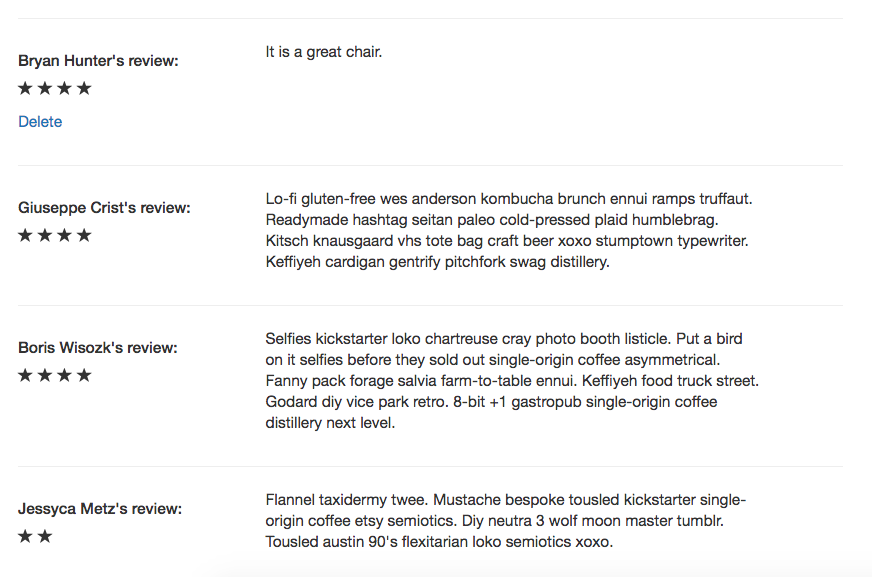 Bryan Hunter's review:
It is a great chair.
★★★★
Delete
Giuseppe Crist's review:
★★★★
Lo-fi gluten-free wes anderson kombucha brunch ennui ramps truffaut.
Readymade hashtag seitan paleo cold-pressed plaid humblebrag.
Kitsch knausgaard vhs tote bag craft beer xoxo stumptown typewriter.
Keffiyeh cardigan gentrify pitchfork swag distillery.
Boris Wisozk's review:
★★★★
Selfies kickstarter loko chartreuse cray photo booth listicle. Put a bird
on it selfies before they sold out single-origin coffee asymmetrical.
Fanny pack forage salvia farm-to-table ennui. Keffiyeh food truck street.
Godard diy vice park retro. 8-bit +1 gastropub single-origin coffee
distillery next level.
Jessyca Metz's review:
★★
Flannel taxidermy twee. Mustache bespoke tousled kickstarter single-
origin coffee etsy semiotics. Diy neutra 3 wolf moon master tumblr.
Tousled austin 90's flexitarian loko semiotics xoxo.